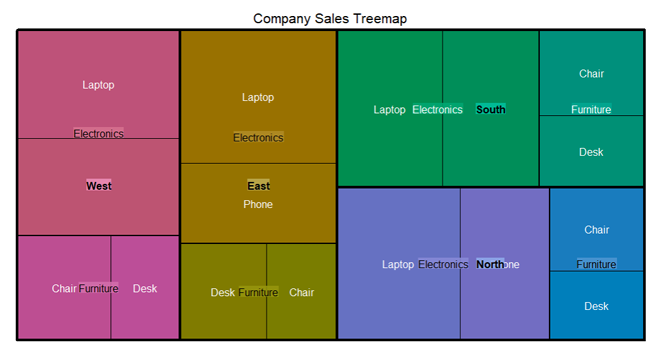 Company Sales Treemap
Laptop
Electronics
West
Chair Furniture Desk
Laptop
Electronics
East
Phone
Desk Furniture Chair
Laptop Electronics South
Chair
Furniture
Desk
Laptop Electronics North
Chair
Furniture
Desk